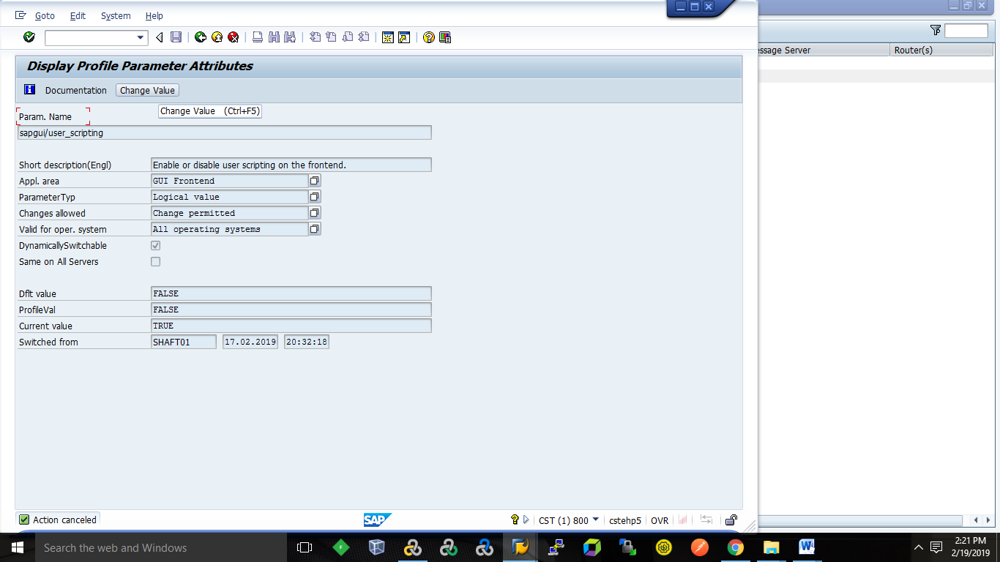 Goto Edit System Help
ssage Server Router(s)
Display Profile Parameter Attributes
Documentation Change Value
Change Value (Ctrl+F5)
Param. Name
sapgui/user_scripting
Short description(Engl) Enable or disable user scripting on the frontend.
Appl. area GUI Frontend
ParameterTyp Logical value
Changes allowed Change permitted
Valid for oper. system All operating systems
DynamicallySwitchable
Same on All Servers
Dflt value FALSE
ProfileVal FALSE
Current value TRUE
Switched from SHAFT01 17.02.2019 20:32:18
Action canceled SAP CST (1) 800 cstehp5 OVR
Search the web and Windows
2:21 PM
2/19/2019